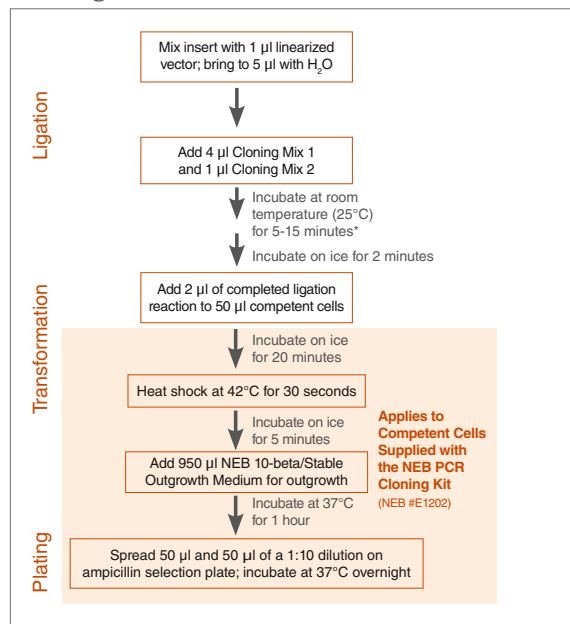 Ligation
Mix insert with 1 µl linearized
vector; bring to 5 µl with H₂O
Add 4 µl Cloning Mix 1
and 1 µl Cloning Mix 2
Incubate at room
temperature (25°C)
for 5-15 minutes*
Incubate on ice for 2 minutes
Transformation
Add 2 µl of completed ligation
reaction to 50 µl competent cells
Incubate on ice
for 20 minutes
Heat shock at 42°C for 30 seconds
Incubate on ice
for 5 minutes
Add 950 µl NEB 10-beta/Stable
Outgrowth Medium for outgrowth
Applies to
Competent Cells
Supplied with
the NEB PCR
Cloning Kit
(NEB #E1202)
Incubate at 37°C
for 1 hour
Plating
Spread 50 µl and 50 µl of a 1:10 dilution on
ampicillin selection plate; incubate at 37°C overnight